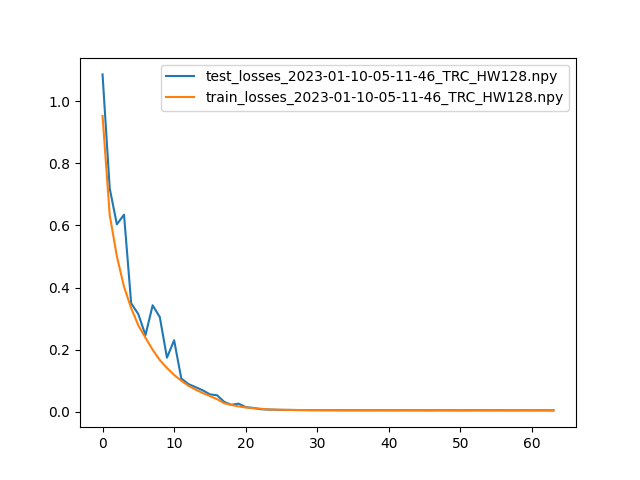 test_losses_2023-01-10-05-11-46_TRC_HW128.npy
train_losses_2023-01-10-05-11-46_TRC_HW128.npy
1.0
0.8
0.6
0.4
0.2
0.0
0 10 20 30 40 50 60